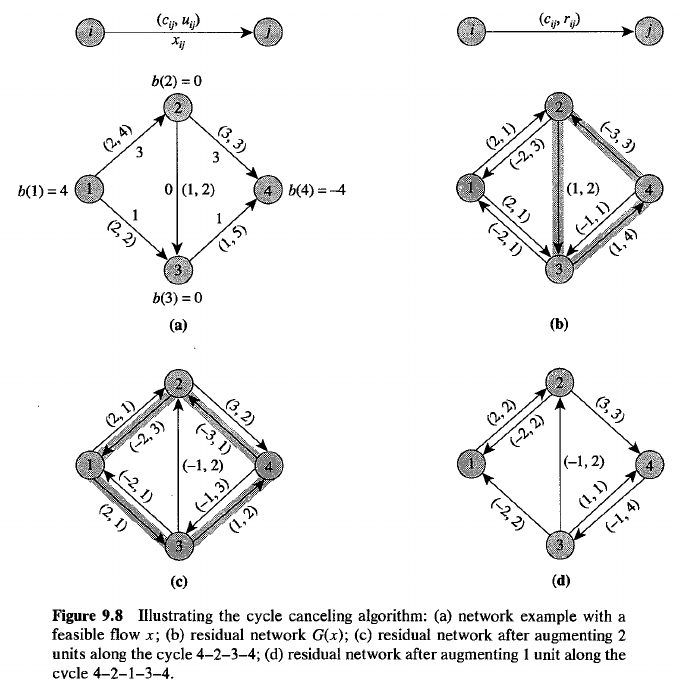 (c_ij, u_ij)
i
x_ij
j
(c_ij, r_ij)
i
j
b(2) = 0
2
(2, 4)
3
(3, 3)
3
b(1) = 4
1
0
(1, 2)
4
b(4) = –4
1
(2, 2)
1
(1, 5)
3
b(3) = 0
(a)
2
(2, 1)
(–2, 3)
(–3, 3)
1
(1, 2)
4
(2, 1)
(–2, 1)
(–1, 1)
(1, 4)
3
(b)
2
(2, 1)
(–2, 3)
(3, 2)
(–3, 1)
1
(–1, 2)
4
(–2, 1)
(2, 1)
(–1, 3)
(1, 2)
3
(c)
2
(2, 2)
(–2, 2)
(3, 3)
1
(–1, 2)
4
(–2, 2)
(1, 1)
(–1, 4)
3
(d)
Figure 9.8 Illustrating the cycle canceling algorithm: (a) network example with a
feasible flow x; (b) residual network G(x); (c) residual network after augmenting 2
units along the cycle 4–2–3–4; (d) residual network after augmenting 1 unit along the
cycle 4–2–1–3–4.